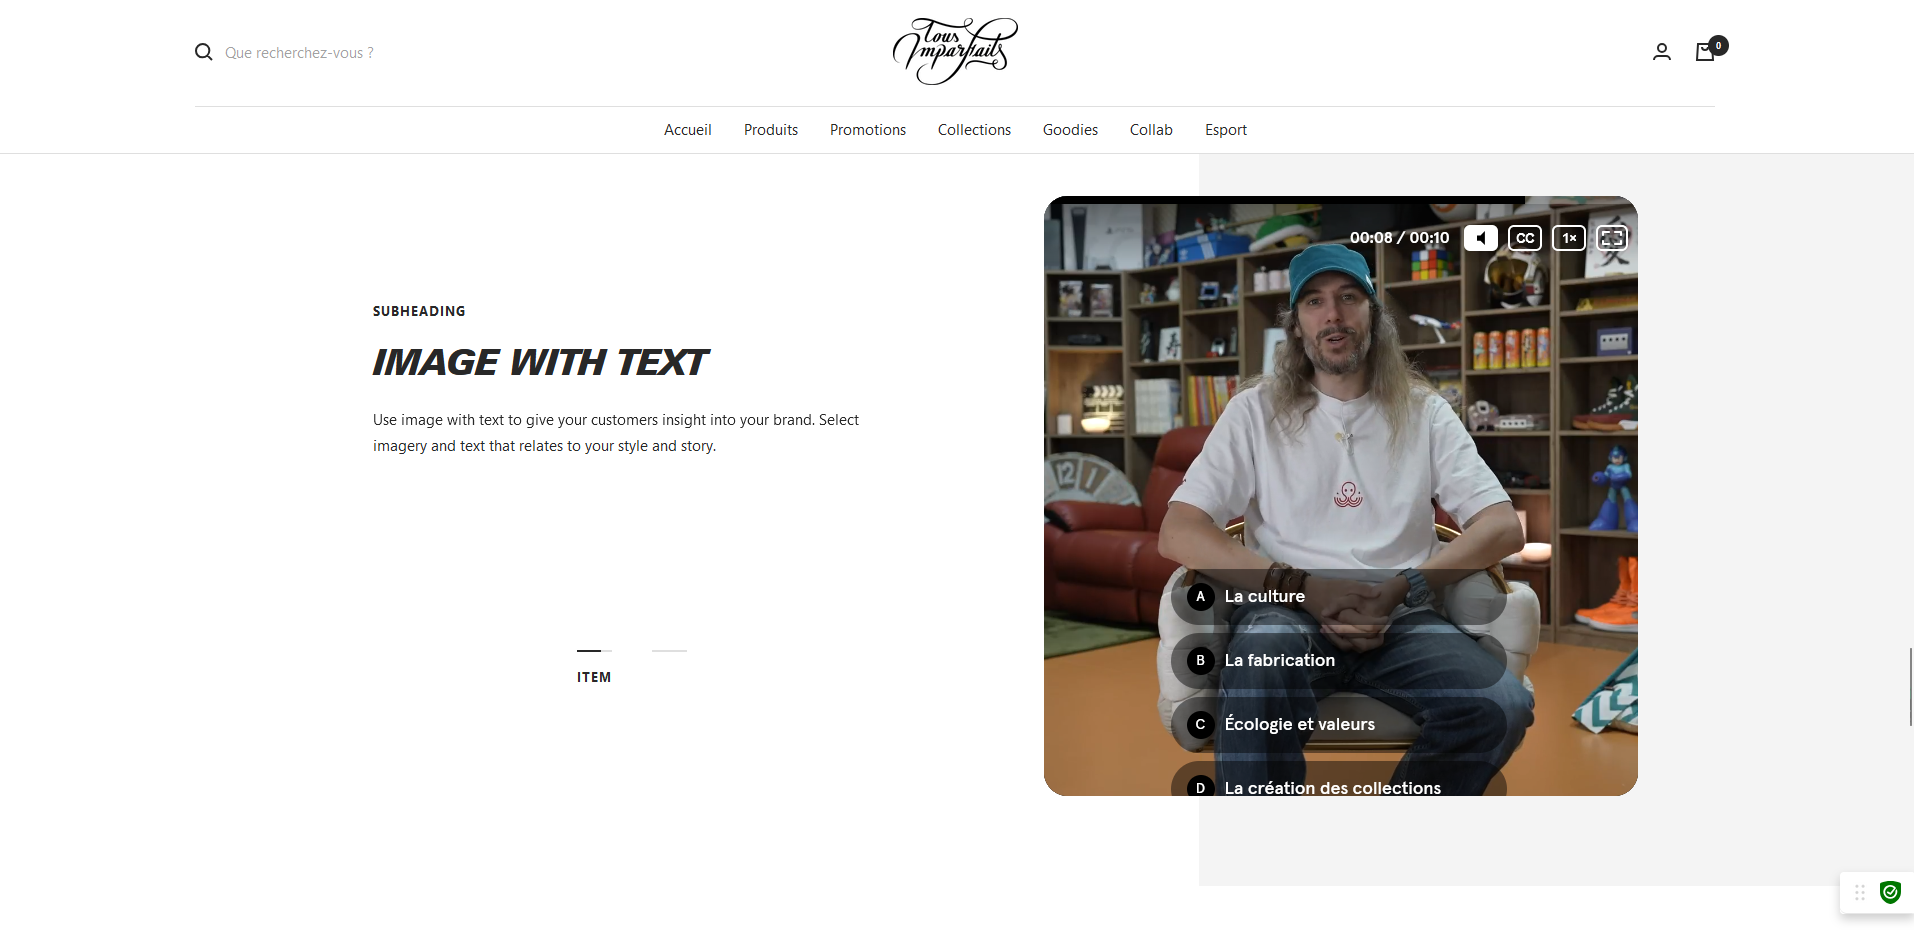 Que recherchez-vous ?
Tous
Imparfaits
0
Accueil Produits Promotions Collections Goodies Collab Esport
00:08 / 00:10 CC 1×
SUBHEADING
IMAGE WITH TEXT
Use image with text to give your customers insight into your brand. Select
imagery and text that relates to your style and story.
A La culture
B La fabrication
C Écologie et valeurs
D La création des collections
ITEM